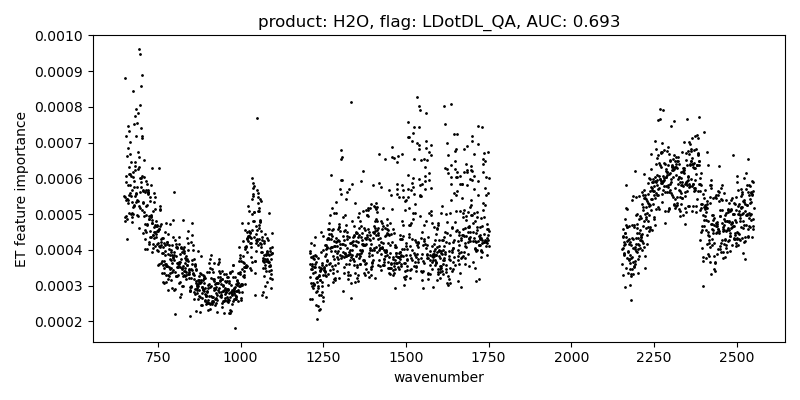 product: H2O, flag: LDotDL_QA, AUC: 0.693
ET feature importance
0.0010
0.0009
0.0008
0.0007
0.0006
0.0005
0.0004
0.0003
0.0002
750 1000 1250 1500 1750 2000 2250 2500
wavenumber